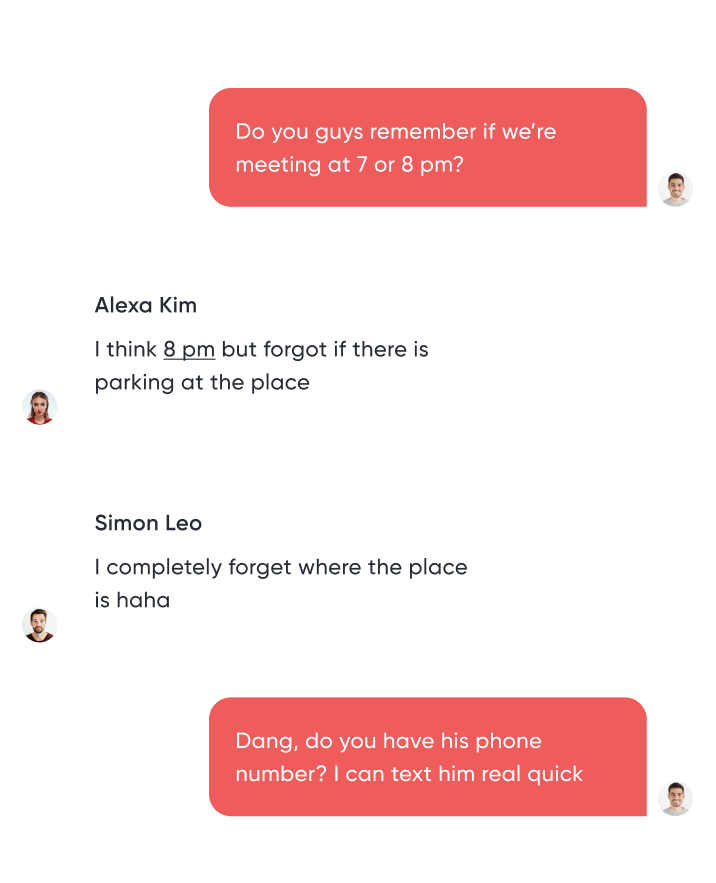 Do you guys remember if we’re
meeting at 7 or 8 pm?
Alexa Kim
I think 8 pm but forgot if there is
parking at the place
Simon Leo
I completely forget where the place
is haha
Dang, do you have his phone
number? I can text him real quick